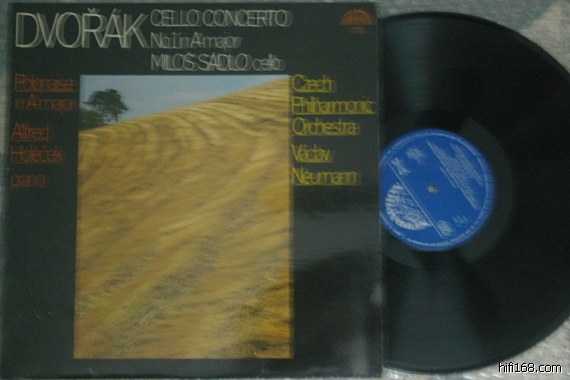 DVOŘÁK
CELLO CONCERTO
No.1 in A major
MILOŠ SÁDLO cello
Polonaise
in A major
Alfred
Holeček
piano
Czech
Philharmonic
Orchestra
Václav
Neumann
hifi168.com